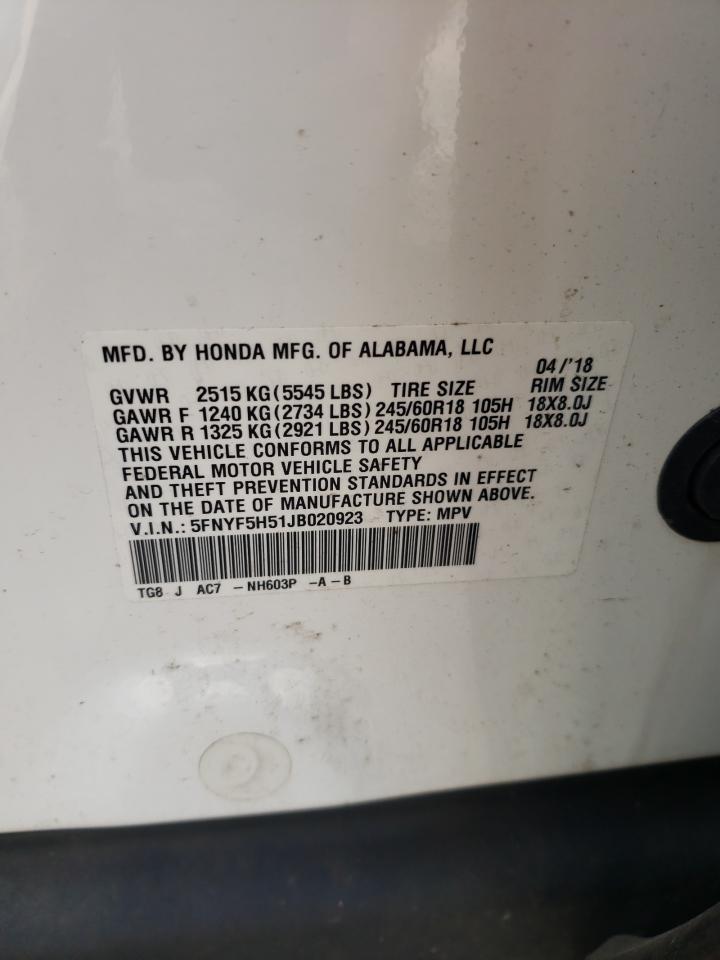 MFD. BY HONDA MFG. OF ALABAMA, LLC
04/'18
GVWR 2515 KG (5545 LBS) TIRE SIZE RIM SIZE
GAWR F 1240 KG (2734 LBS) 245/60R18 105H 18X8.0J
GAWR R 1325 KG (2921 LBS) 245/60R18 105H 18X8.0J
THIS VEHICLE CONFORMS TO ALL APPLICABLE
FEDERAL MOTOR VEHICLE SAFETY
AND THEFT PREVENTION STANDARDS IN EFFECT
ON THE DATE OF MANUFACTURE SHOWN ABOVE.
V.I.N.: 5FNYF5H51JB020923 TYPE: MPV
TG8 J AC7 -NH603P -A-B